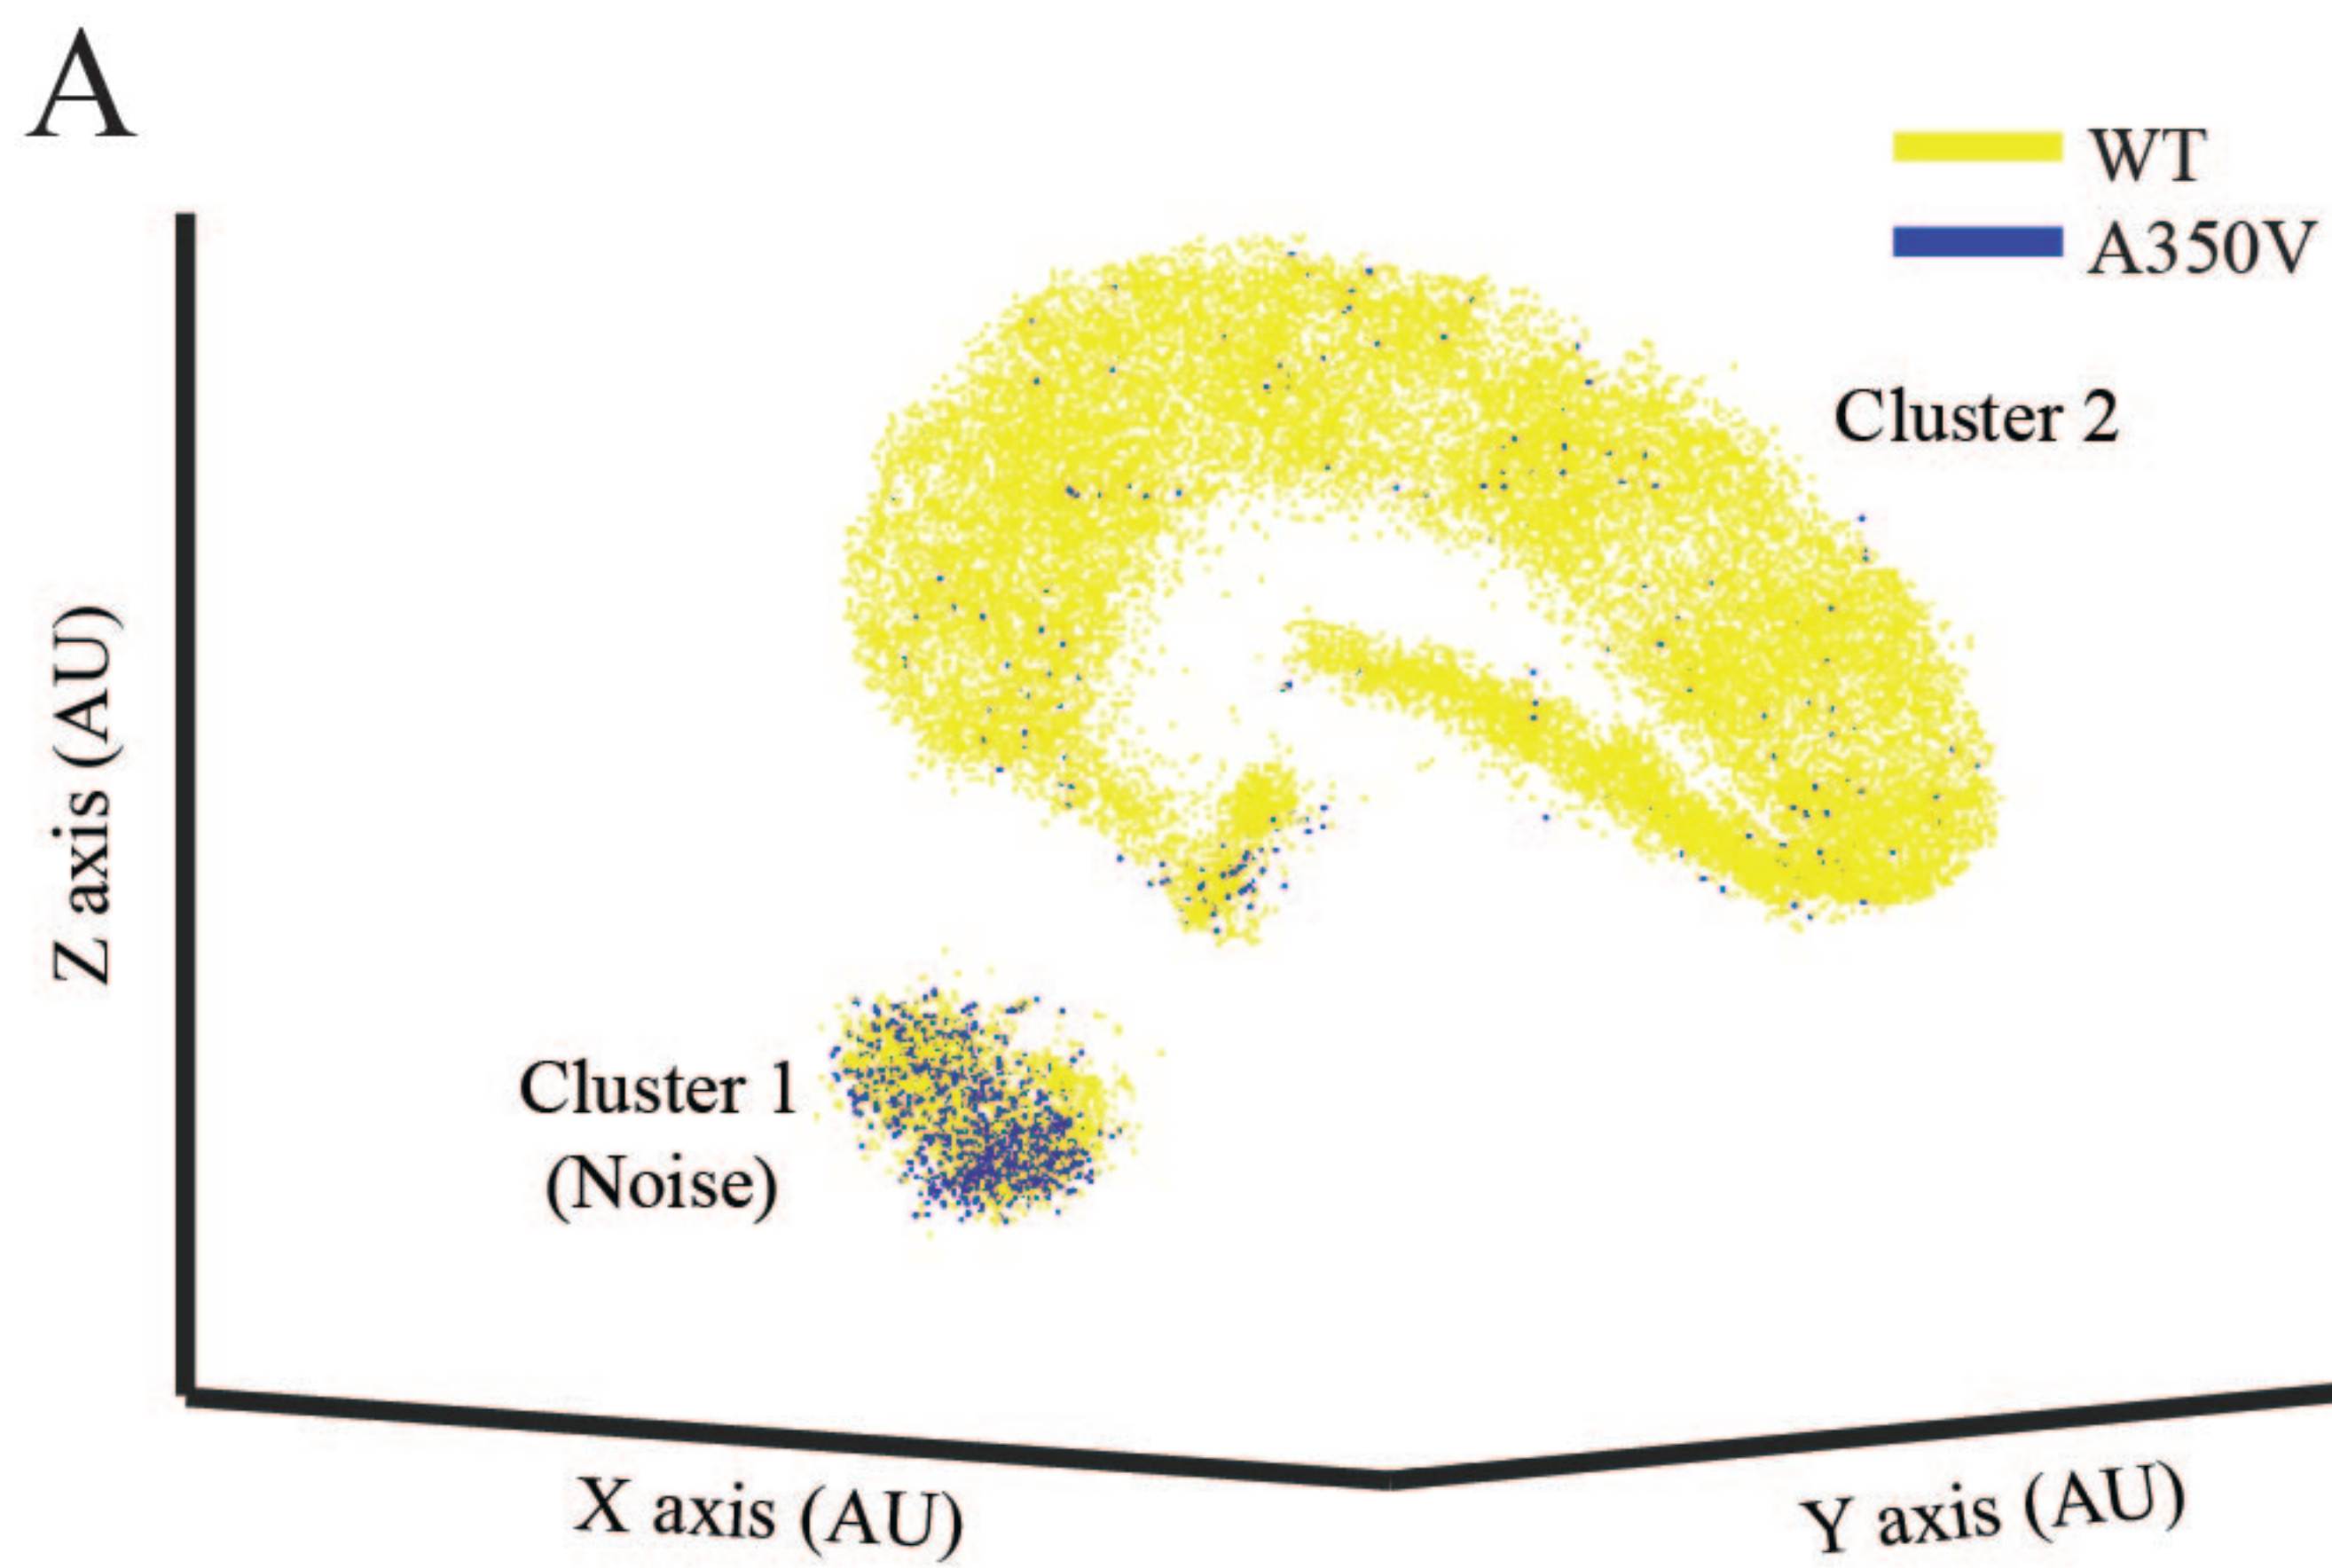 A
WT
A350V
Cluster 2
Z axis (AU)
Cluster 1
(Noise)
X axis (AU)
Y axis (AU)